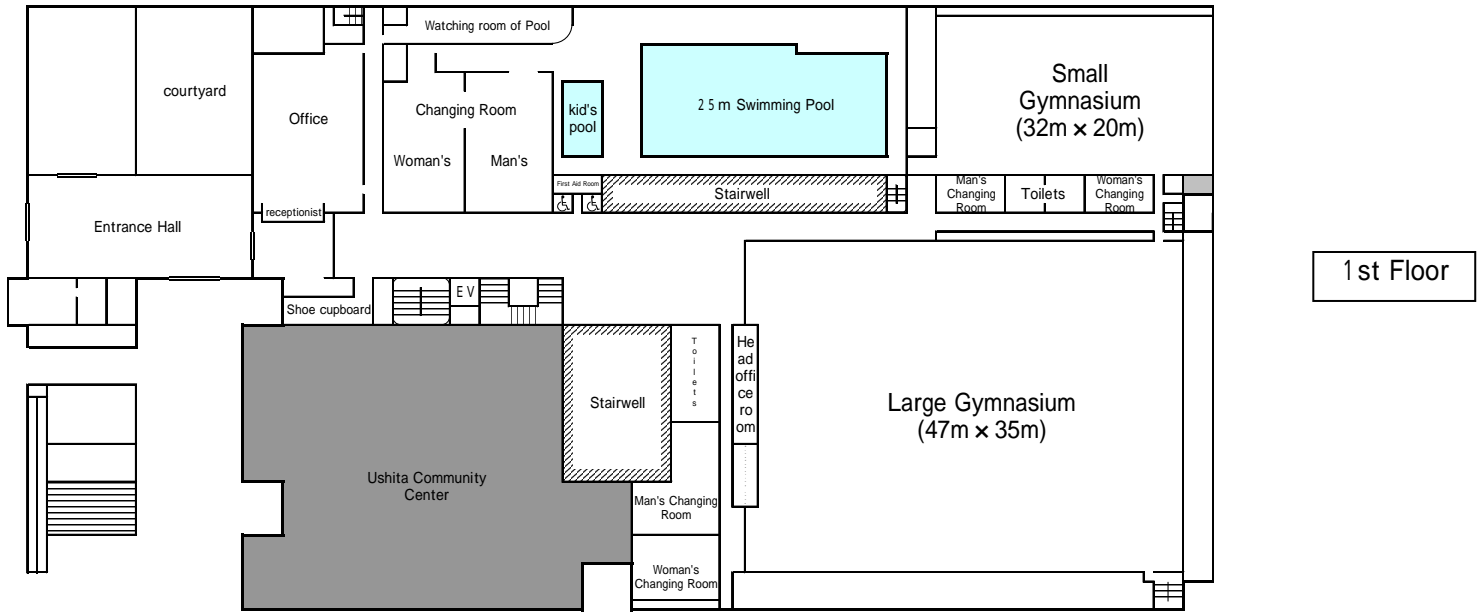 Watching room of Pool
courtyard
Office
Changing Room
Woman's
Man's
kid's
pool
25m Swimming Pool
Small
Gymnasium
(32m × 20m)
First Aid Room
Stairwell
Man's
Changing
Room
Toilets
Woman's
Changing
Room
receptionist
Entrance Hall
1st Floor
Shoe cupboard
EV
Toilets
He
ad
offi
ce
ro
om
Stairwell
Large Gymnasium
(47m × 35m)
Ushita Community
Center
Man's Changing
Room
Woman's
Changing Room